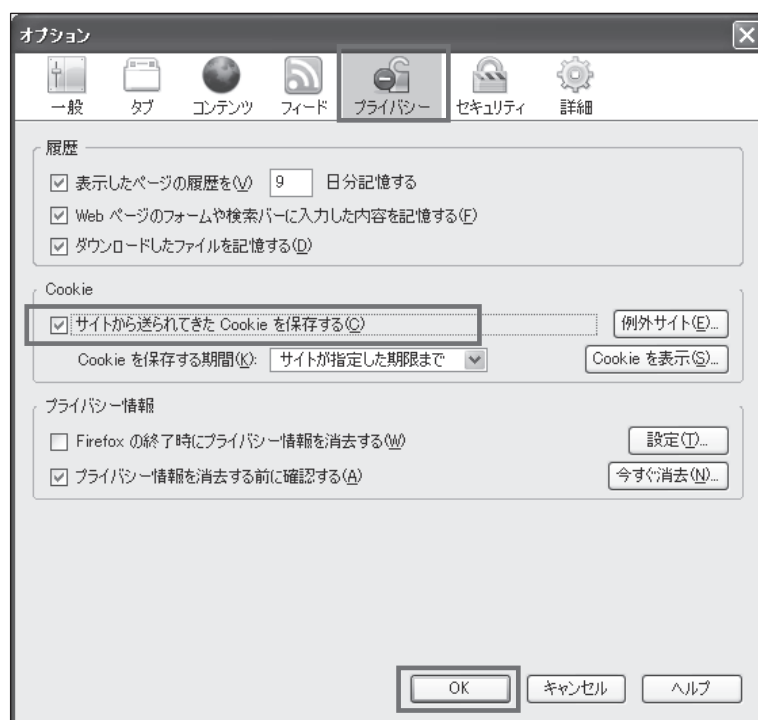 オプション
一般 タブ コンテンツ フィード プライバシー セキュリティ 詳細
履歴
表示したページの履歴を(V) 9 日分記憶する
Web ページのフォームや検索バーに入力した内容を記憶する(F)
ダウンロードしたファイルを記憶する(D)
Cookie
サイトから送られてきた Cookie を保存する(C) 例外サイト(E)...
Cookie を保存する期間(K): サイトが指定した期限まで Cookie を表示(S)...
プライバシー情報
Firefox の終了時にプライバシー情報を消去する(W) 設定(T)...
プライバシー情報を消去する前に確認する(A) 今すぐ消去(N)...
OK キャンセル ヘルプ